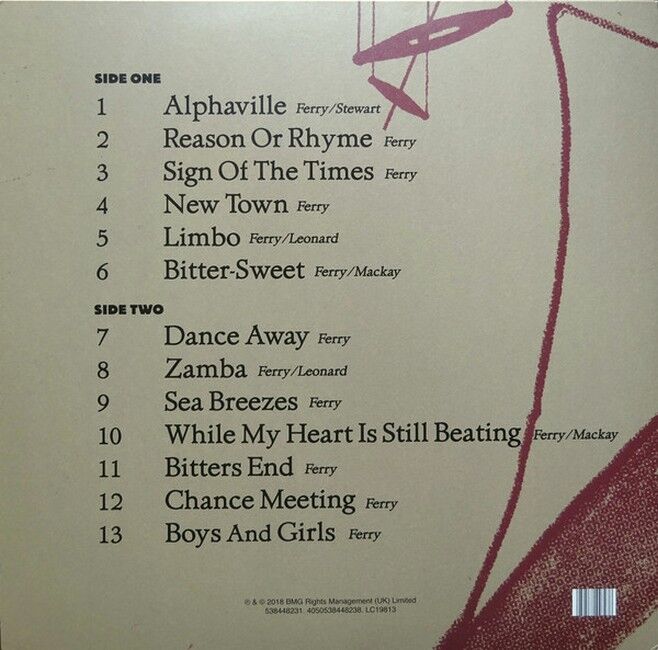 SIDE ONE
1 Alphaville Ferry/Stewart
2 Reason Or Rhyme Ferry
3 Sign Of The Times Ferry
4 New Town Ferry
5 Limbo Ferry/Leonard
6 Bitter-Sweet Ferry/Mackay
SIDE TWO
7 Dance Away Ferry
8 Zamba Ferry/Leonard
9 Sea Breezes Ferry
10 While My Heart Is Still Beating Ferry/Mackay
11 Bitters End Ferry
12 Chance Meeting Ferry
13 Boys And Girls Ferry
℗ & © 2018 BMG Rights Management (UK) Limited
538448231. 4050538448238. LC19813